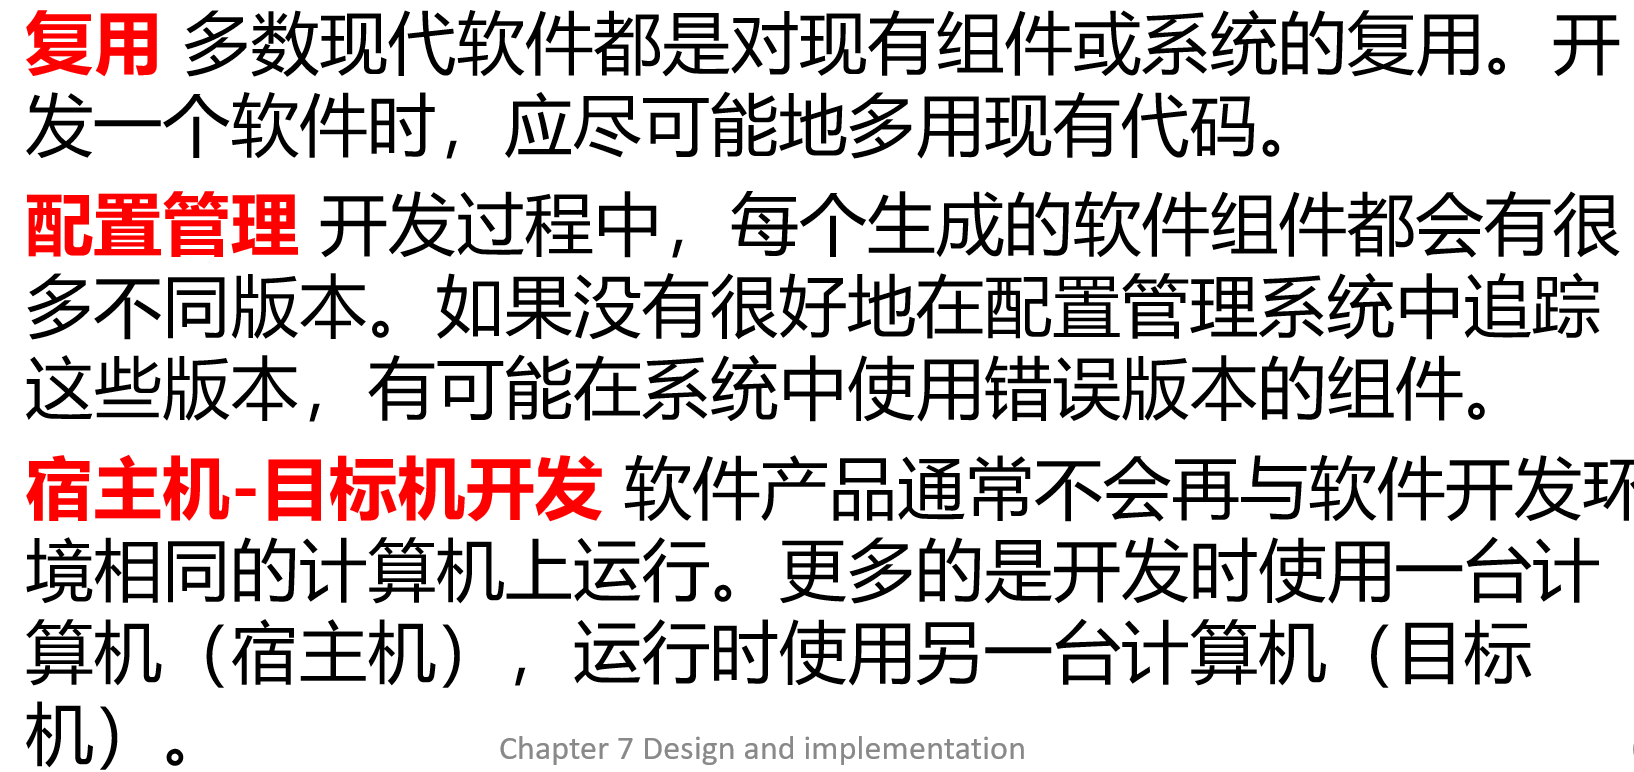 复用 多数现代软件都是对现有组件或系统的复用。开
发一个软件时，应尽可能地多用现有代码。
配置管理 开发过程中，每个生成的软件组件都会有很
多不同版本。如果没有很好地在配置管理系统中追踪
这些版本，有可能在系统中使用错误版本的组件。
宿主机-目标机开发 软件产品通常不会再与软件开发环
境相同的计算机上运行。更多的是开发时使用一台计
算机（宿主机），运行时使用另一台计算机（目标
机）。
Chapter 7 Design and implementation